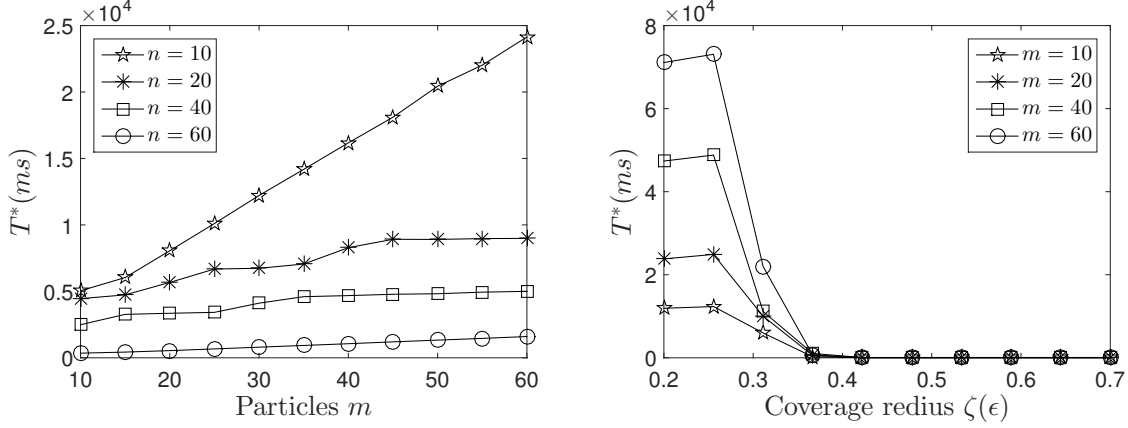 ×10^4
2.5
2
1.5
1
0.5
0
T*(ms)
n = 10
n = 20
n = 40
n = 60
10 20 30 40 50 60
Particles m
×10^4
8
6
4
2
0
T*(ms)
m = 10
m = 20
m = 40
m = 60
0.2 0.3 0.4 0.5 0.6 0.7
Coverage radius ζ(ϵ)